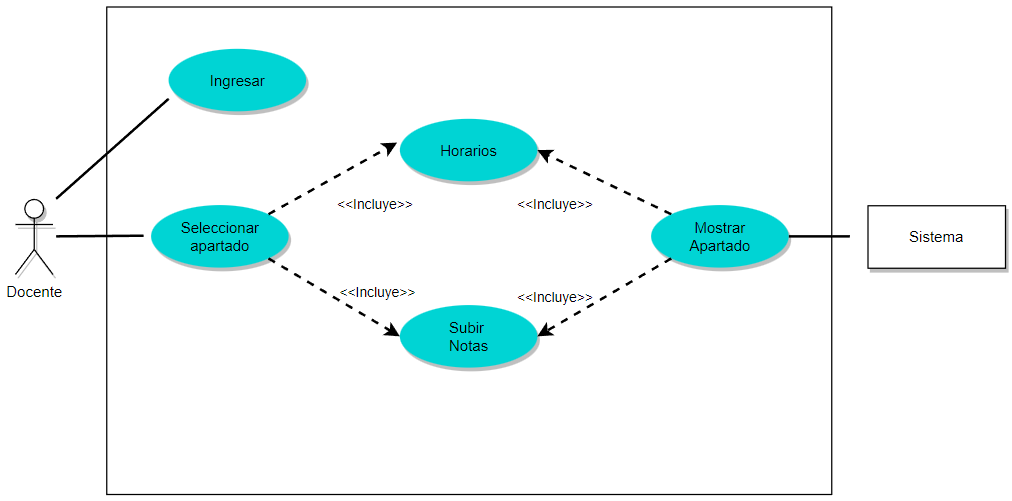 Ingresar
Horarios
<<Incluye>>
<<Incluye>>
Seleccionar
apartado
Mostrar
Apartado
Sistema
Docente
<<Incluye>>
<<Incluye>>
Subir
Notas